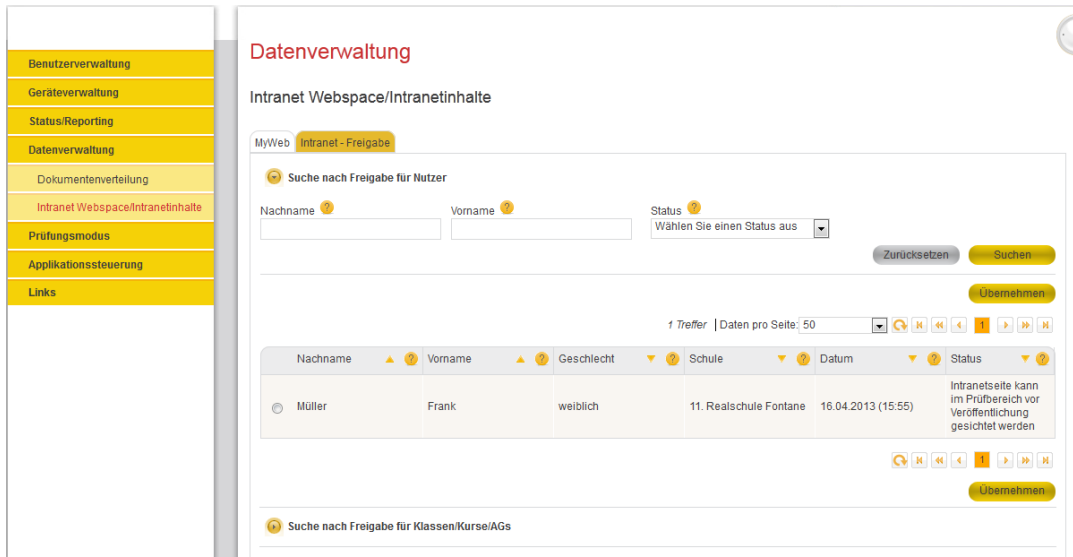 Benutzerverwaltung
Geräteverwaltung
Status/Reporting
Datenverwaltung
Dokumentenverteilung
Intranet Webspace/Intranetinhalte
Prüfungsmodus
Applikationssteuerung
Links
Datenverwaltung
Intranet Webspace/Intranetinhalte
MyWeb Intranet - Freigabe
Suche nach Freigabe für Nutzer
Nachname ? Vorname ? Status ?
Wählen Sie einen Status aus
Zurücksetzen Suchen
Übernehmen
1 Treffer | Daten pro Seite: 50 1
Nachname ? Vorname ? Geschlecht ? Schule ? Datum ? Status ?
Müller Frank weiblich 11. Realschule Fontane 16.04.2013 (15:55) Intranetseite kann
im Prüfbereich vor
Veröffentlichung
gesichtet werden
1
Übernehmen
Suche nach Freigabe für Klassen/Kurse/AGs